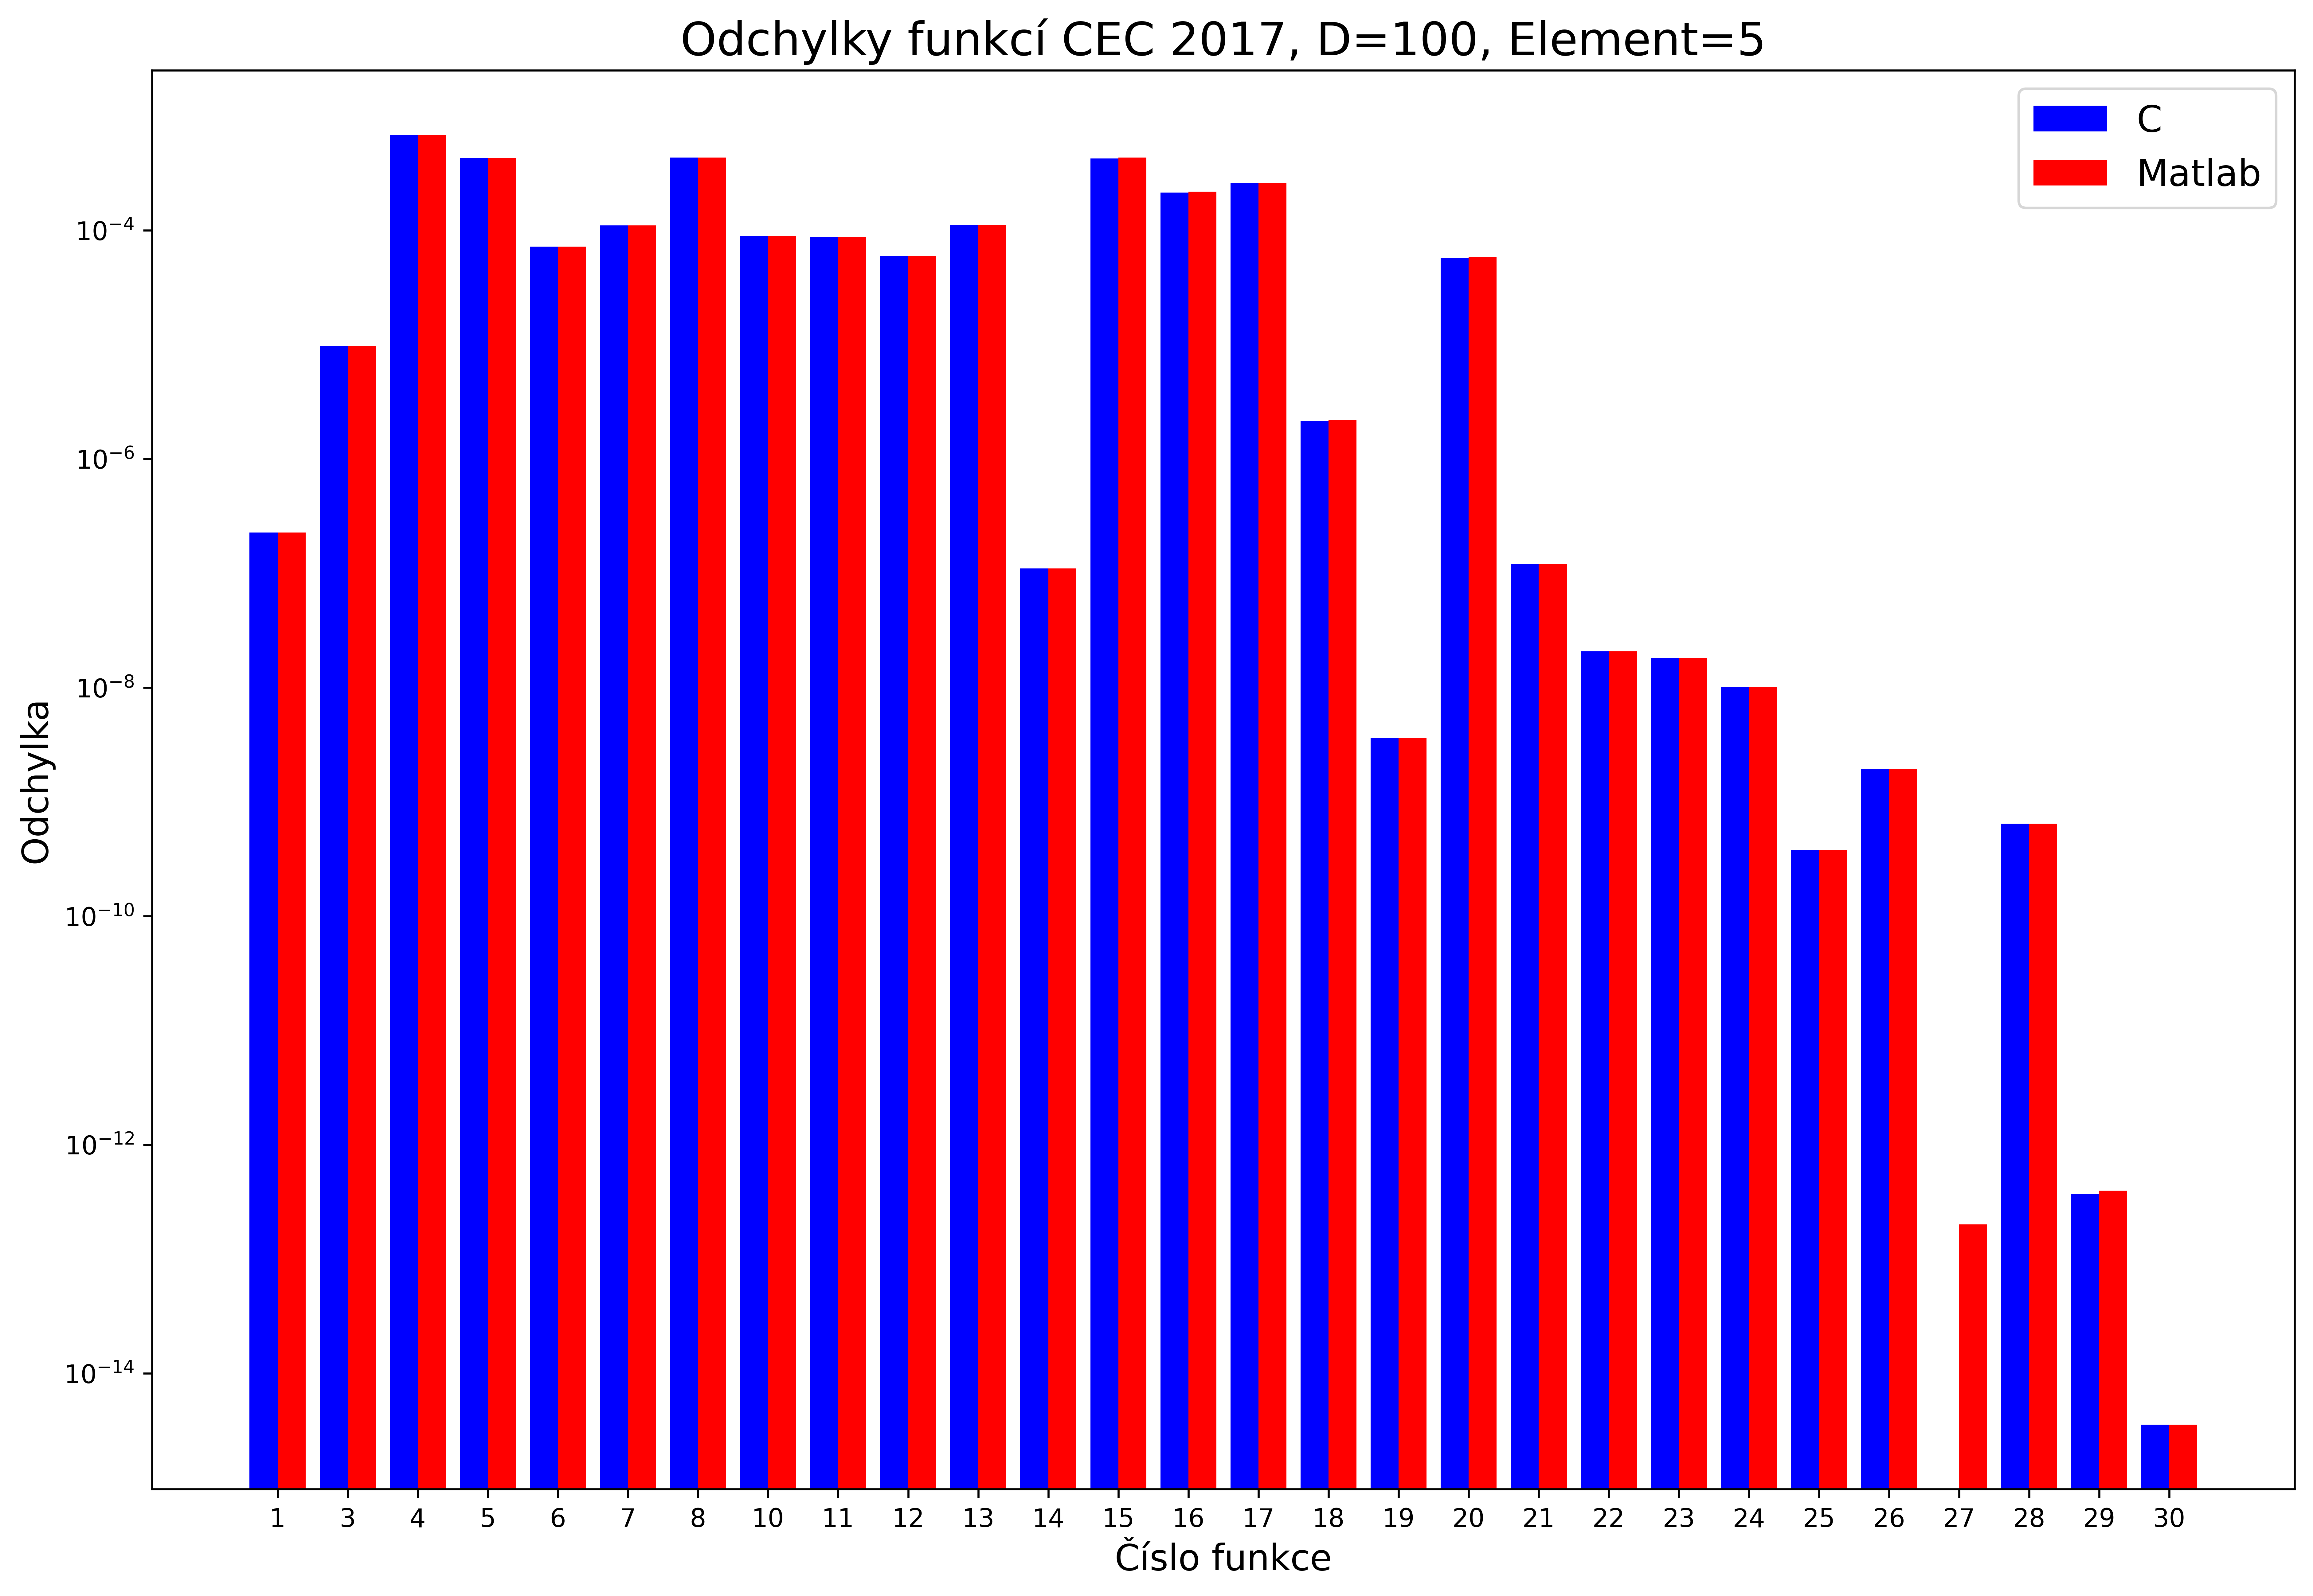 Odchylky funkcí CEC 2017, D=100, Element=5
C
Matlab
10⁻⁴
10⁻⁶
10⁻⁸
10⁻¹⁰
10⁻¹²
10⁻¹⁴
Odchylka
1 3 4 5 6 7 8 10 11 12 13 14 15 16 17 18 19 20 21 22 23 24 25 26 27 28 29 30
Číslo funkce